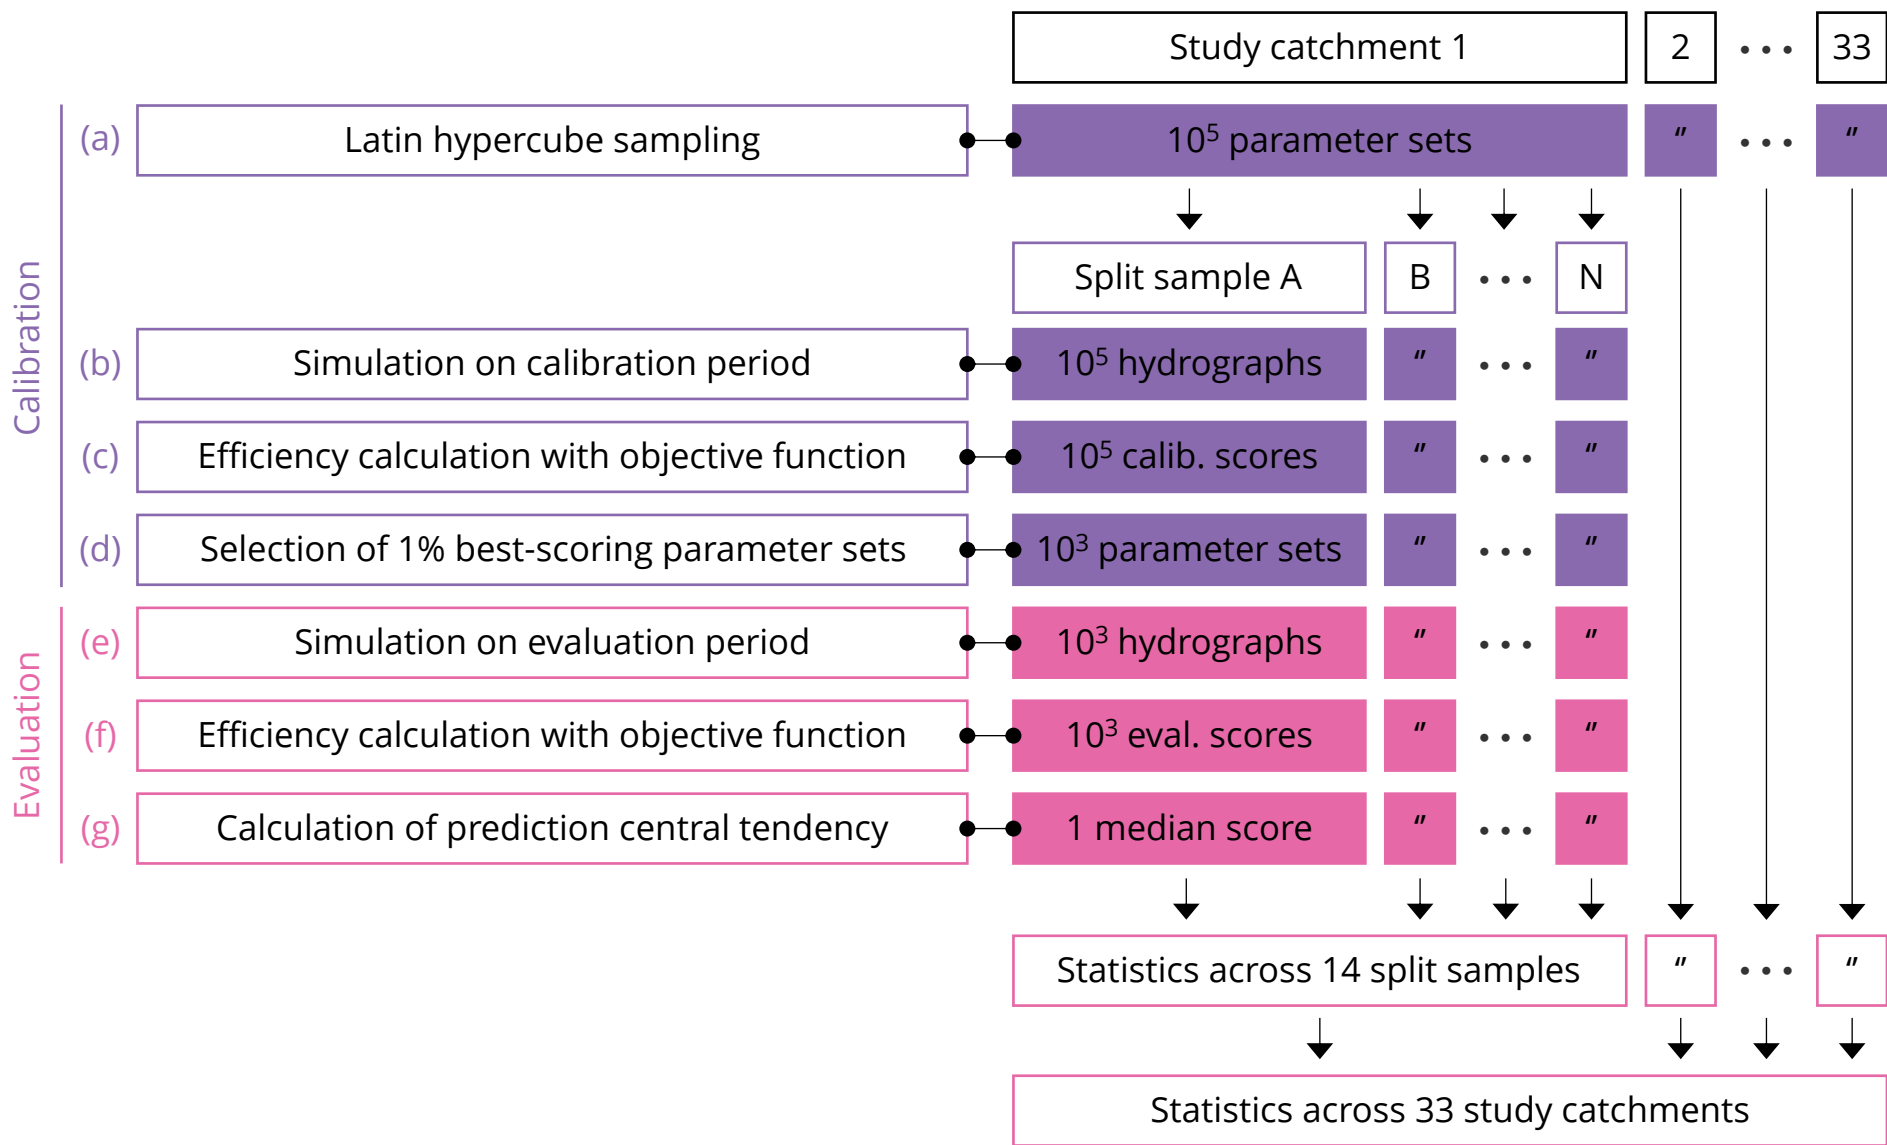 Study catchment 1 2 ••• 33
Calibration
(a) Latin hypercube sampling 10⁵ parameter sets ״ ••• ״
Split sample A B ••• N
(b) Simulation on calibration period 10⁵ hydrographs ״ ••• ״
(c) Efficiency calculation with objective function 10⁵ calib. scores ״ ••• ״
(d) Selection of 1% best-scoring parameter sets 10³ parameter sets ״ ••• ״
Evaluation
(e) Simulation on evaluation period 10³ hydrographs ״ ••• ״
(f) Efficiency calculation with objective function 10³ eval. scores ״ ••• ״
(g) Calculation of prediction central tendency 1 median score ״ ••• ״
Statistics across 14 split samples ״ ••• ״
Statistics across 33 study catchments